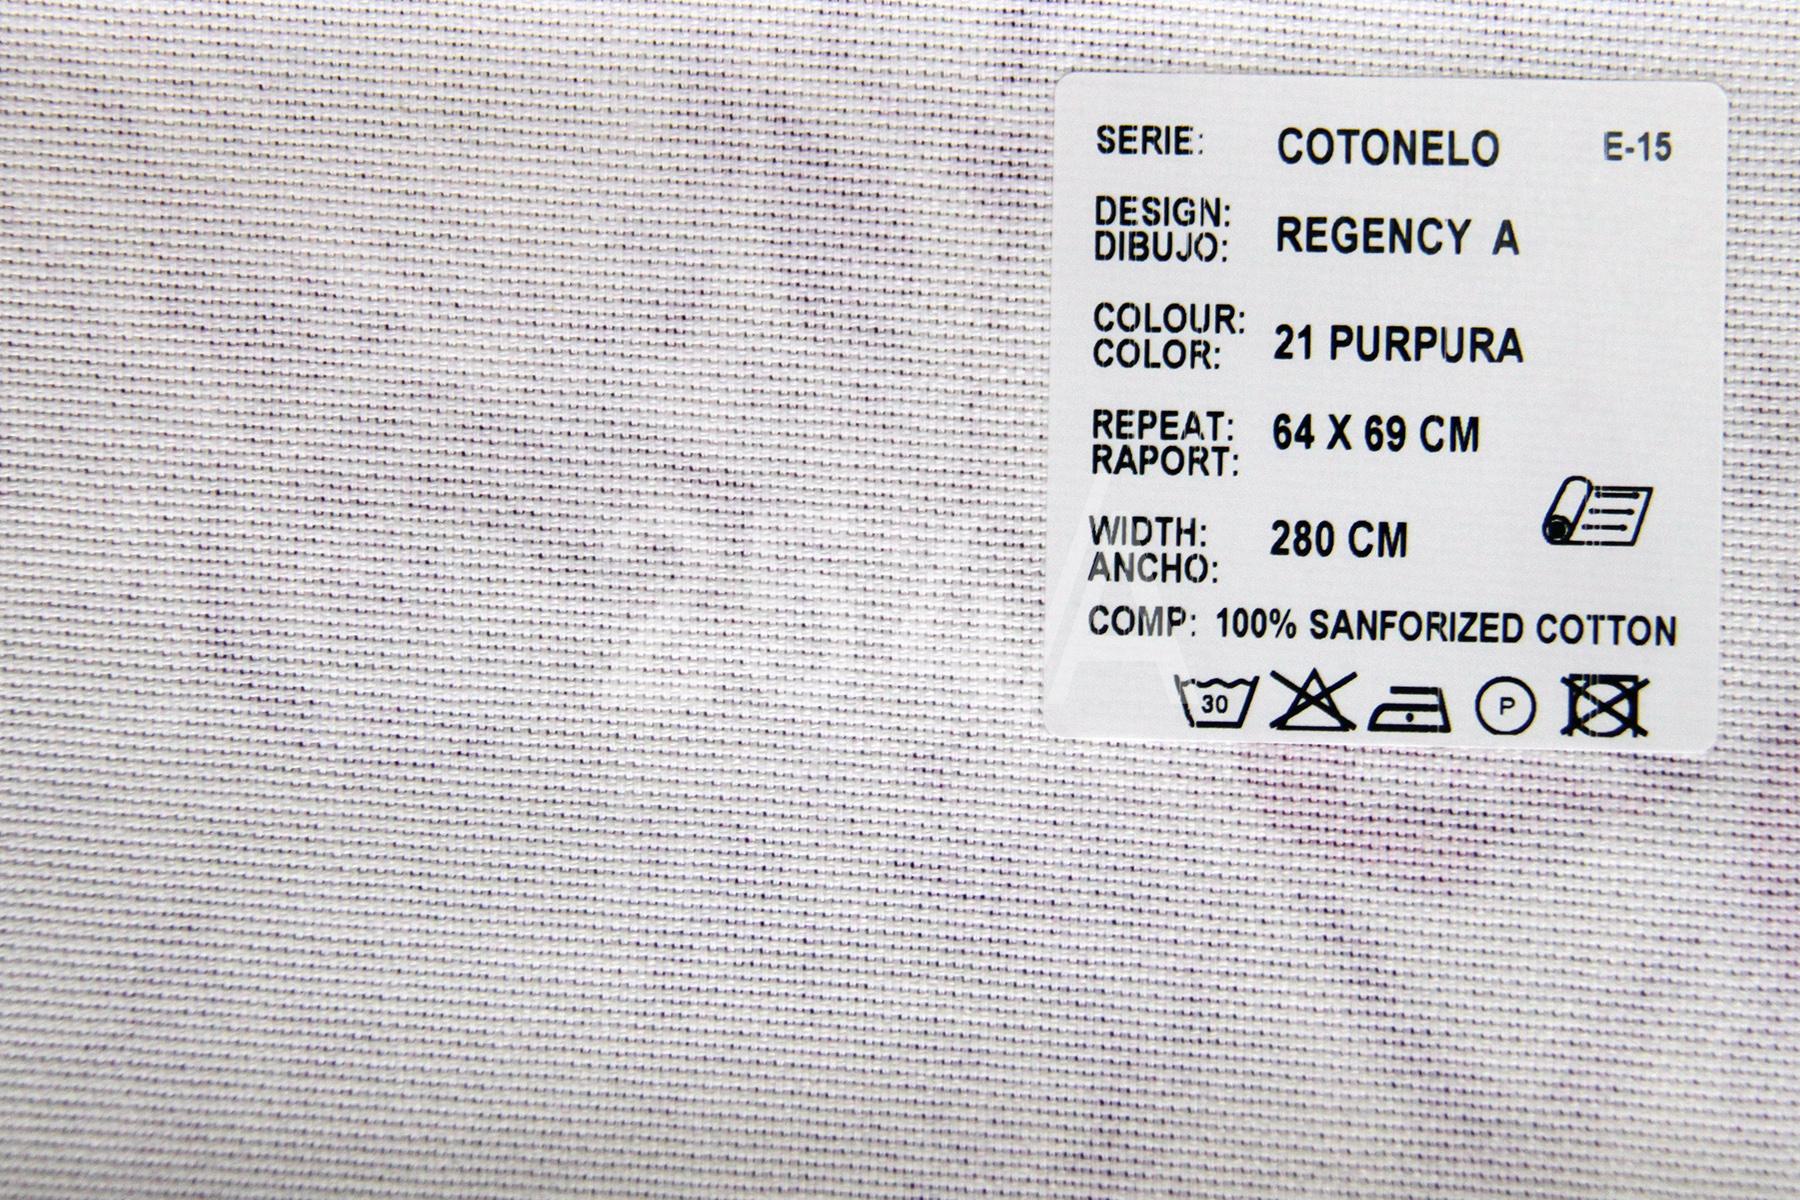 SERIE: COTONELO E-15
DESIGN:
DIBUJO: REGENCY A
COLOUR:
COLOR: 21 PURPURA
REPEAT: 64 X 69 CM
RAPORT:
WIDTH: 280 CM
ANCHO:
COMP: 100% SANFORIZED COTTON
30 P